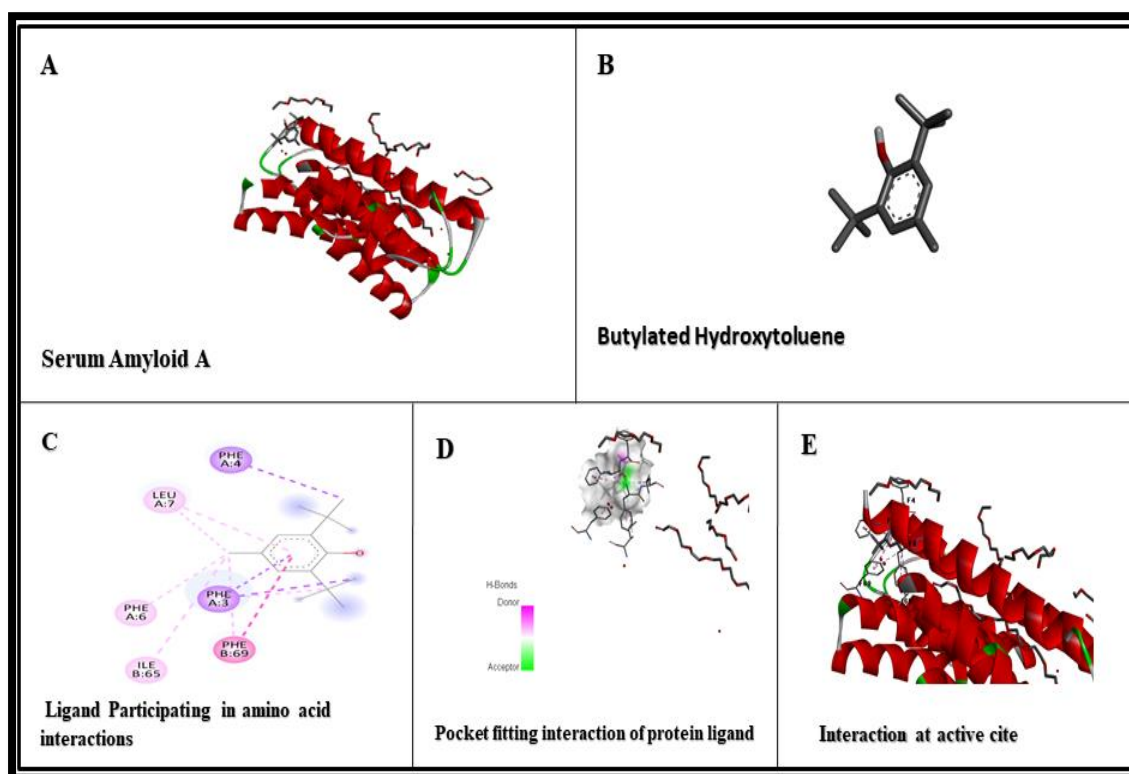 A
Serum Amyloid A
B
Butylated Hydroxytoluene
C
PHE
A:4
LEU
A:7
PHE
A:3
PHE
A:6
PHE
B:69
ILE
B:65
Ligand Participating in amino acid
interactions
D
H-Bonds
Donor
Acceptor
Pocket fitting interaction of protein ligand
E
F4
Interaction at active cite